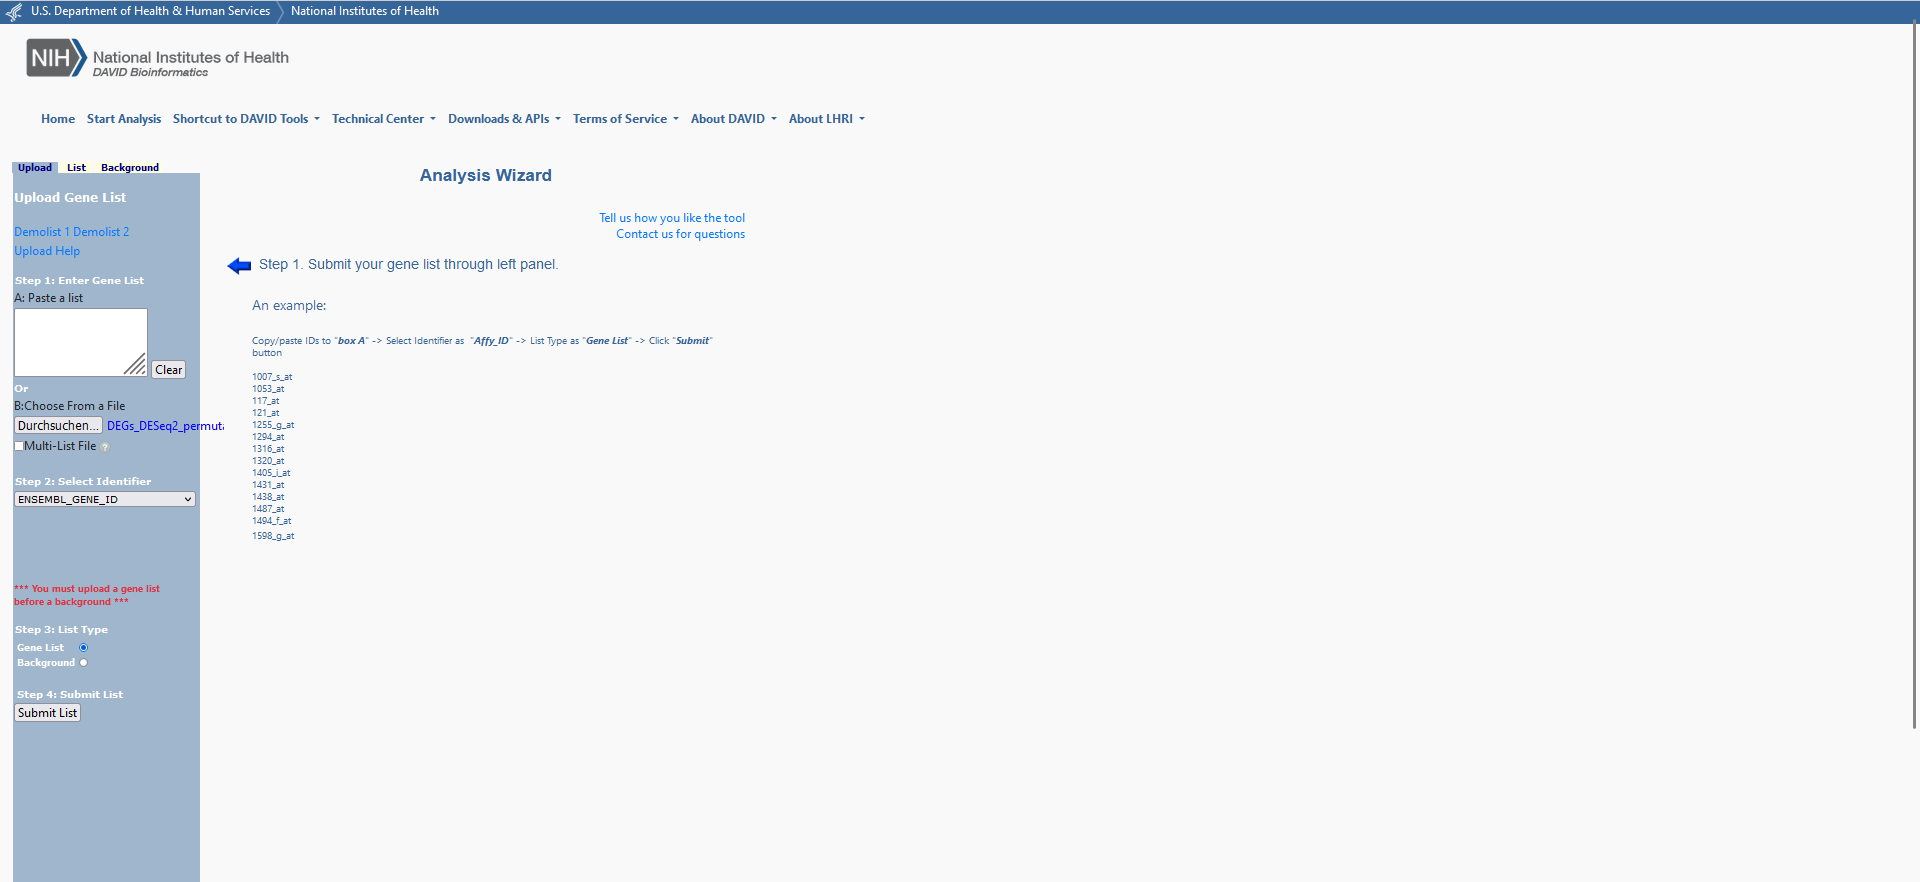 U.S. Department of Health & Human Services National Institutes of Health
NIH National Institutes of Health
DAVID Bioinformatics
Home Start Analysis Shortcut to DAVID Tools Technical Center Downloads & APIs Terms of Service About DAVID About LHRI
Upload List Background
Upload Gene List
Demolist 1 Demolist 2
Upload Help
Step 1: Enter Gene List
A: Paste a list
Clear
Or
B:Choose From a File
Durchsuchen... DEGs_DESeq2_permuta
Multi-List File ?
Step 2: Select Identifier
ENSEMBL_GENE_ID
*** You must upload a gene list
before a background ***
Step 3: List Type
Gene List
Background
Step 4: Submit List
Submit List
Analysis Wizard
Tell us how you like the tool
Contact us for questions
Step 1. Submit your gene list through left panel.
An example:
Copy/paste IDs to "box A" -> Select Identifier as "Affy_ID" -> List Type as "Gene List" -> Click "Submit"
button
1007_s_at
1053_at
117_at
121_at
1255_g_at
1294_at
1316_at
1320_at
1405_i_at
1431_at
1438_at
1487_at
1494_f_at
1598_g_at